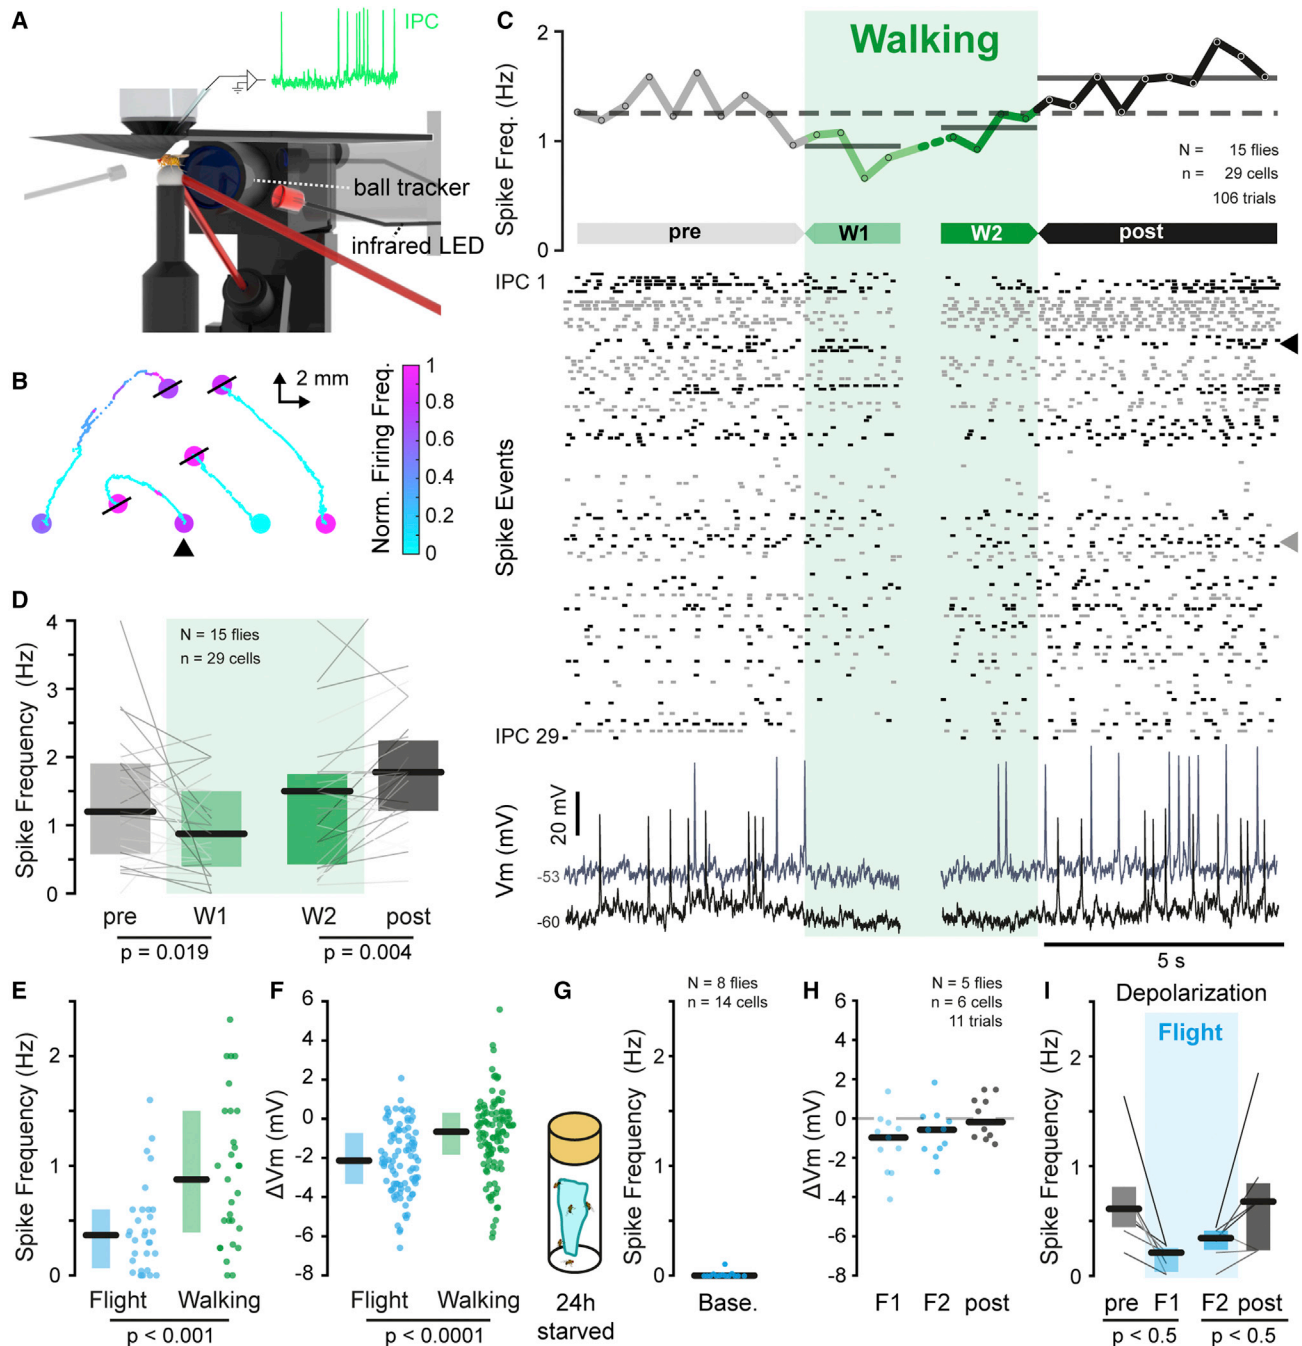 A
IPC
ball tracker
infrared LED
B
2 mm
Norm. Firing Freq.
1
0.8
0.6
0.4
0.2
0
C
Walking
Spike Freq. (Hz)
2
1
0
N = 15 flies
n = 29 cells
106 trials
pre
W1
W2
post
IPC 1
Spike Events
IPC 29
20 mV
Vm (mV)
-53
-60
5 s
D
Spike Frequency (Hz)
4
3
2
1
0
N = 15 flies
n = 29 cells
pre
W1
W2
post
p = 0.019
p = 0.004
E
Spike Frequency (Hz)
2
1
0
Flight
Walking
p < 0.001
F
ΔVm (mV)
6
4
2
0
-2
-4
-6
-8
Flight
Walking
p < 0.0001
G
24h
starved
N = 8 flies
n = 14 cells
Spike Frequency (Hz)
2
1
0
Base.
H
N = 5 flies
n = 6 cells
11 trials
ΔVm (mV)
6
4
2
0
-2
-4
-6
-8
F1
F2
post
I
Depolarization
Flight
Spike Frequency (Hz)
2
1
0
pre
F1
F2
post
p < 0.5
p < 0.5